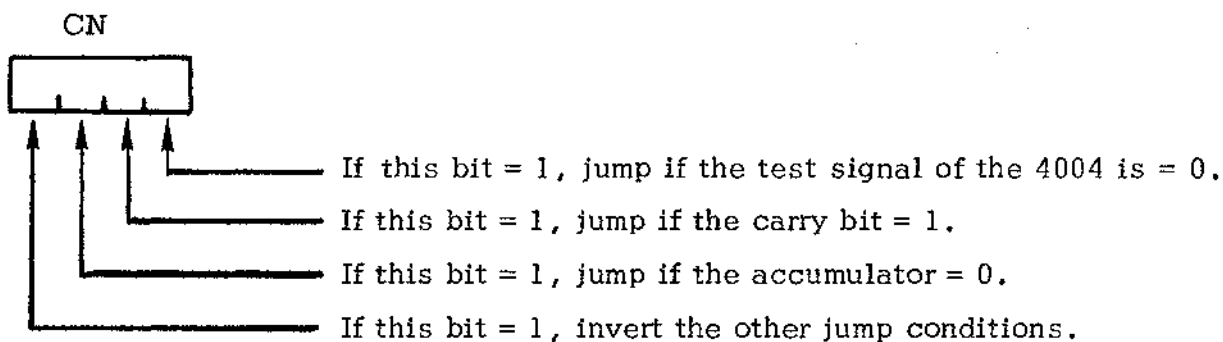 CN
If this bit = 1, jump if the test signal of the 4004 is = 0.
If this bit = 1, jump if the carry bit = 1.
If this bit = 1, jump if the accumulator = 0.
If this bit = 1, invert the other jump conditions.